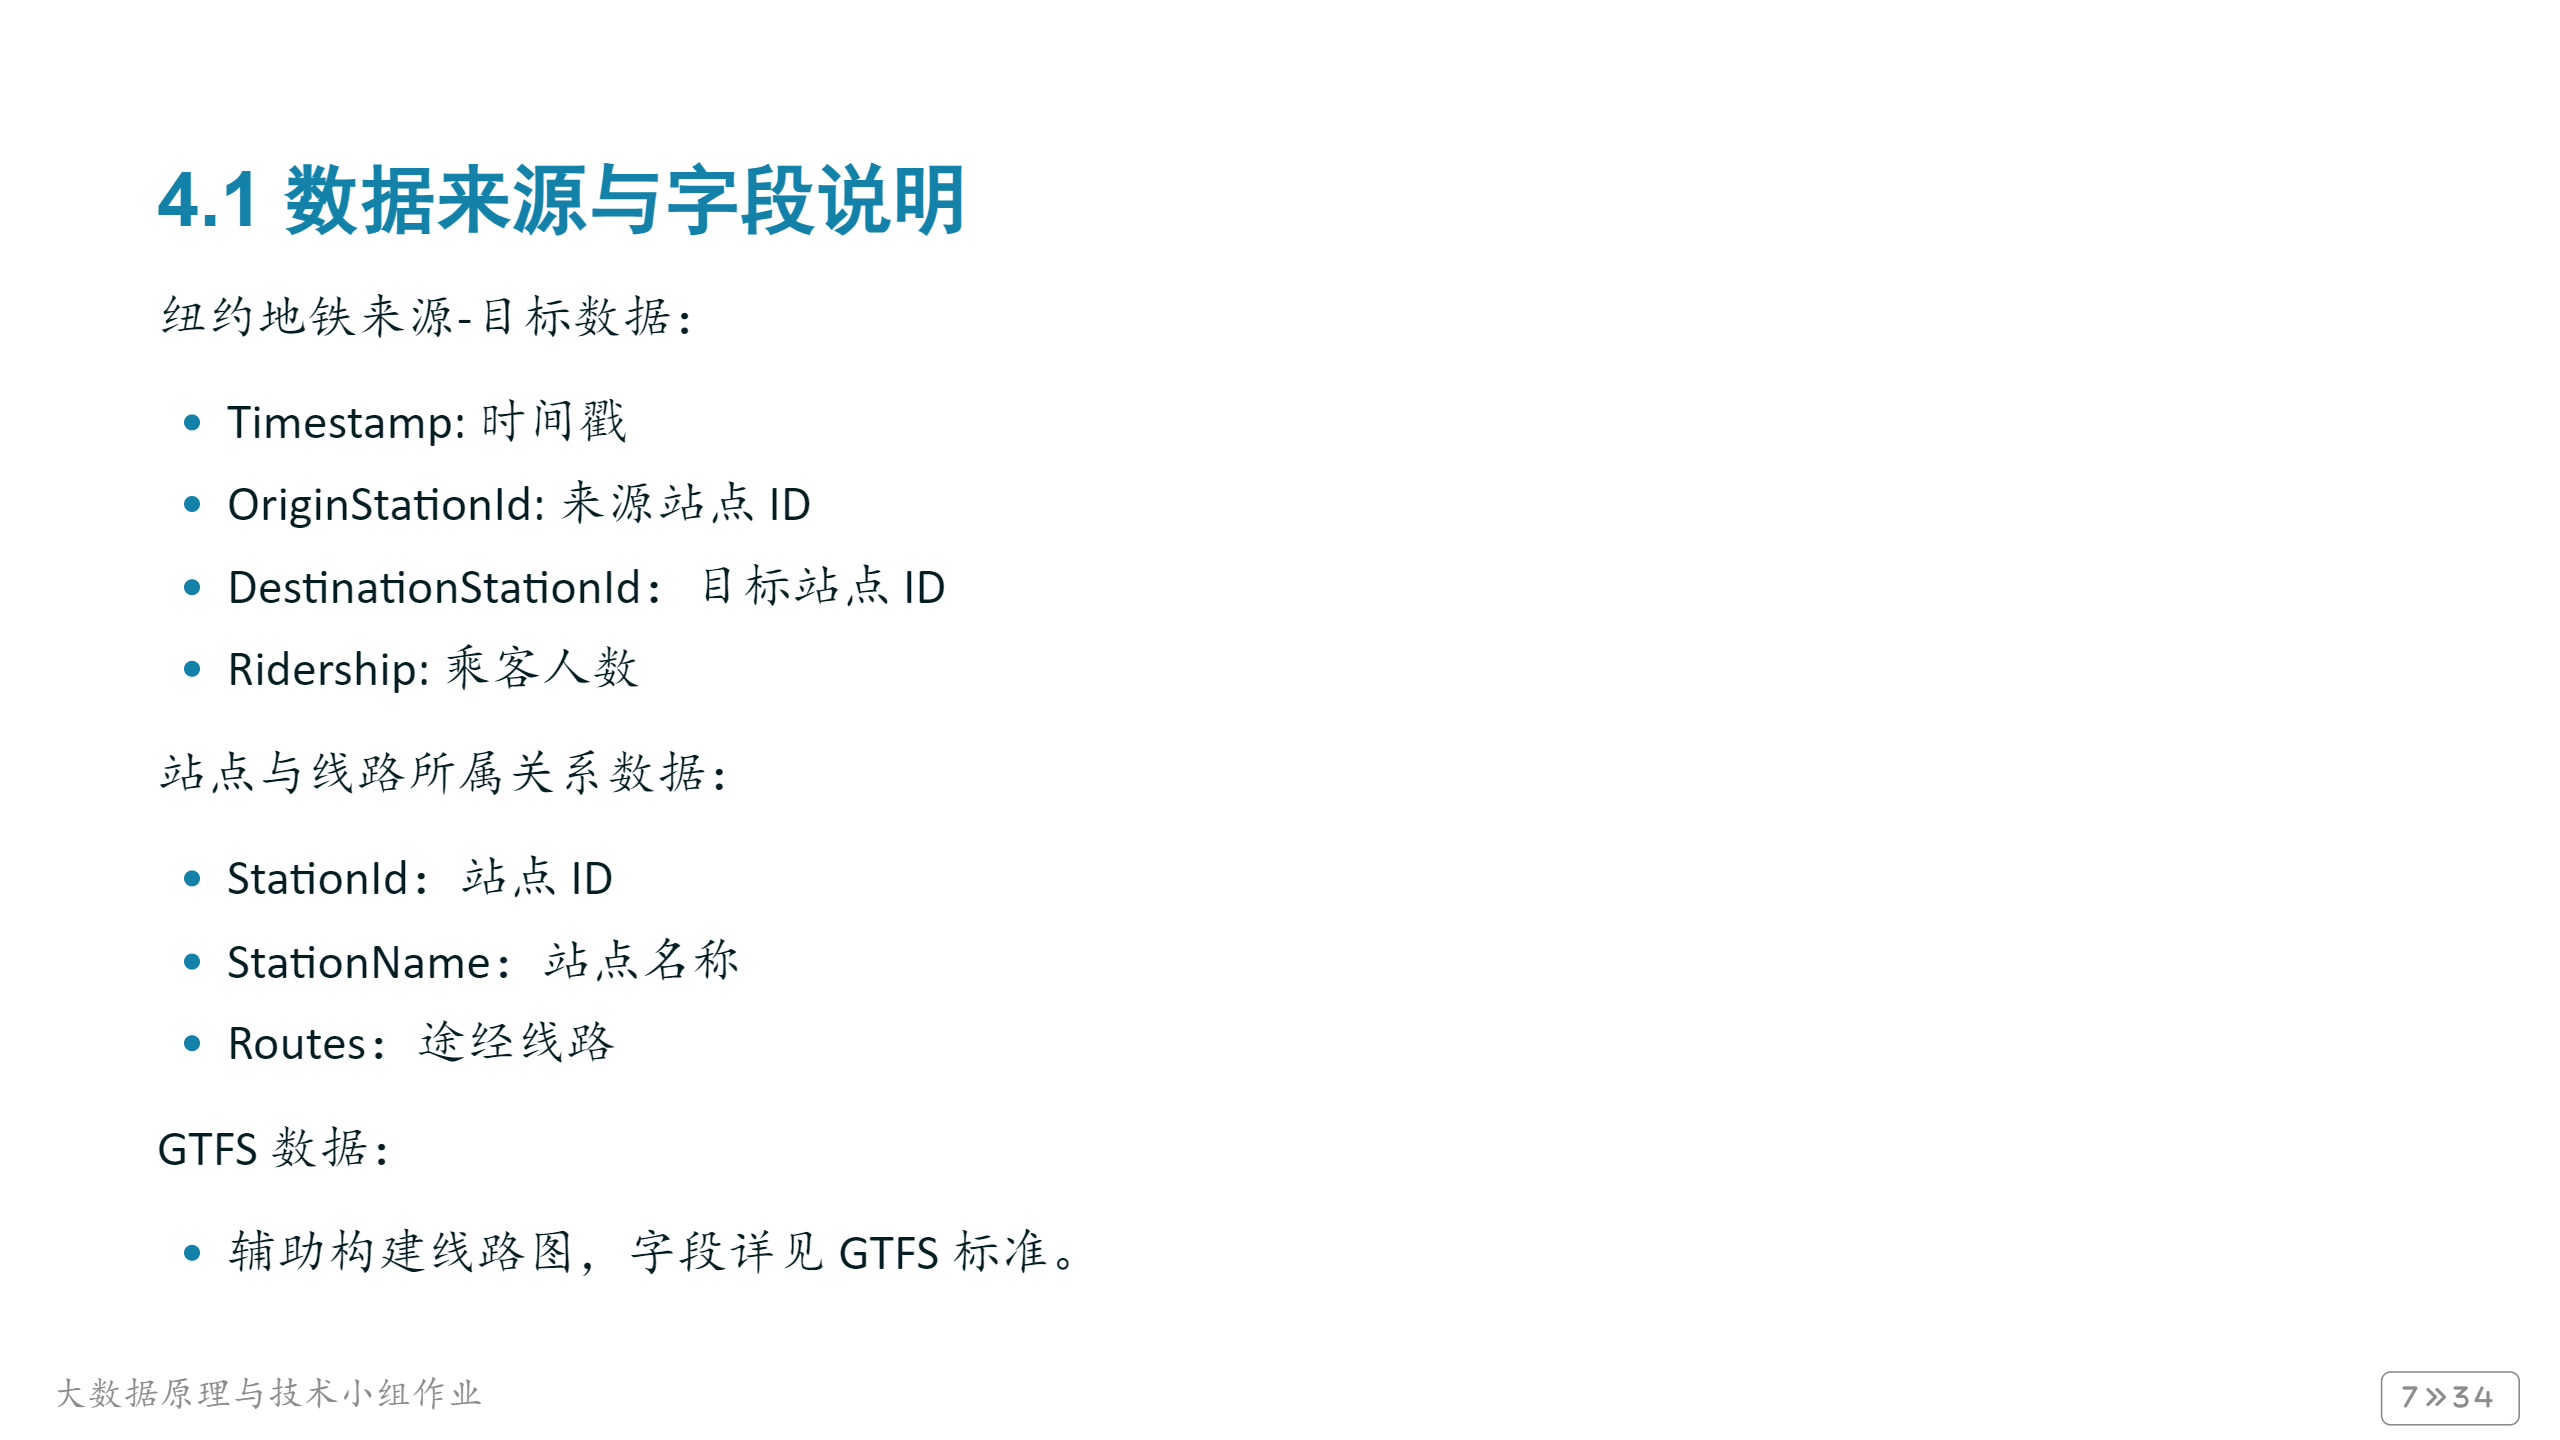 4.1 数据来源与字段说明
纽约地铁来源-目标数据：
• Timestamp: 时间戳
• OriginStationId: 来源站点 ID
• DestinationStationId：目标站点 ID
• Ridership: 乘客人数
站点与线路所属关系数据：
• StationId：站点 ID
• StationName：站点名称
• Routes：途经线路
GTFS 数据：
• 辅助构建线路图，字段详见 GTFS 标准。
大数据原理与技术小组作业
7»34